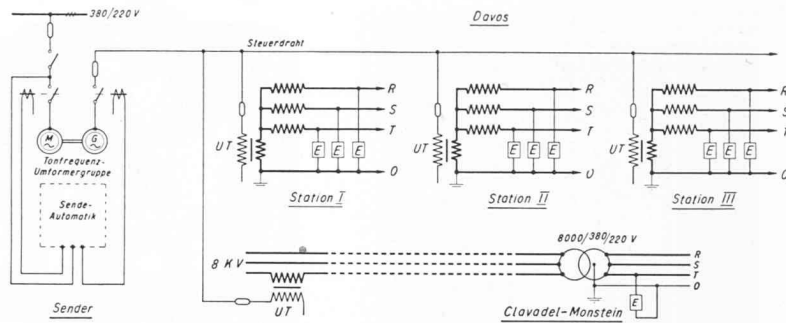 380/220 V
Davos
Steuerdraht
R
S
T
O
UT
E
E
E
Station I
R
S
T
O
UT
E
E
E
Station II
R
S
T
O
UT
E
E
E
Station III
M
G
Tonfrequenz-
Umformergruppe
Sende-
Automatik
Sender
8 KV
UT
8000/380/220 V
R
S
T
O
E
Clavadel-Monstein